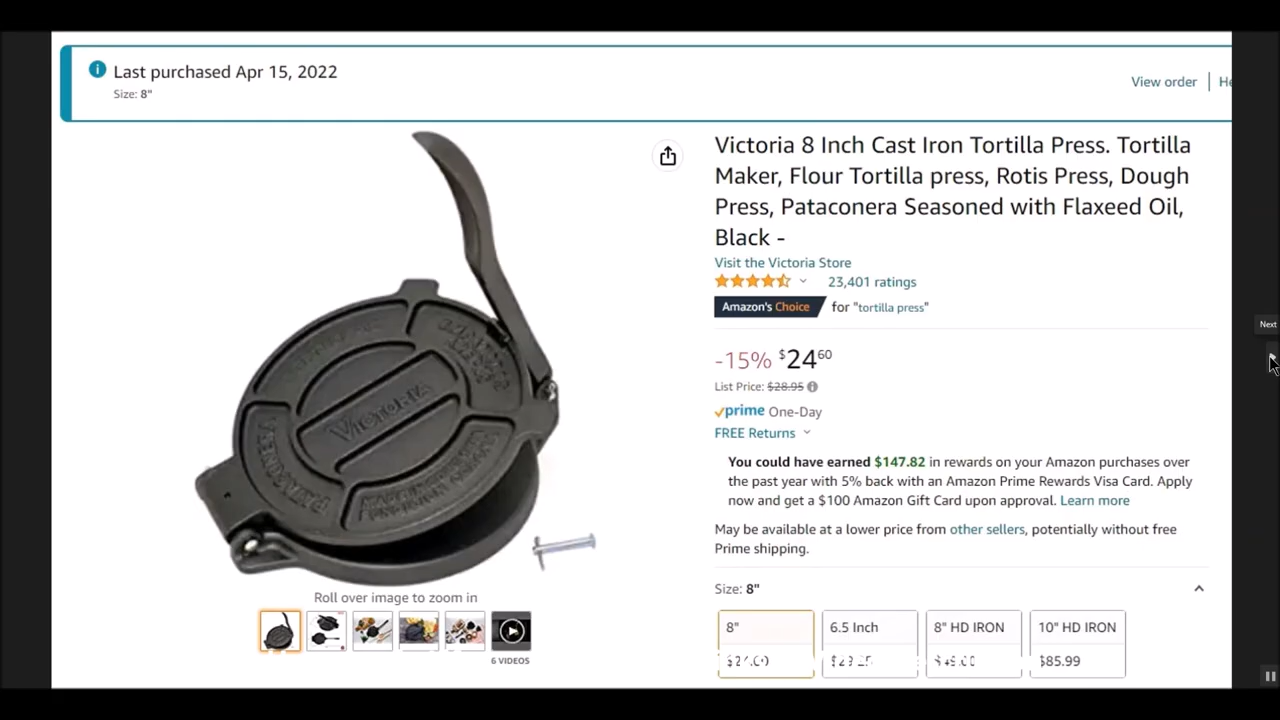 Last purchased Apr 15, 2022
View order
Size: 8"
Victoria 8 Inch Cast Iron Tortilla Press. Tortilla
Maker, Flour Tortilla press, Rotis Press, Dough
Press, Pataconera Seasoned with Flaxeed Oil,
Black -
Visit the Victoria Store
23,401 ratings
Amazon's Choice for "tortilla press"
-15% $24 60
List Price: $28.95
prime One-Day
FREE Returns
You could have earned $147.82 in rewards on your Amazon purchases over
the past year with 5% back with an Amazon Prime Rewards Visa Card. Apply
now and get a $100 Amazon Gift Card upon approval. Learn more
May be available at a lower price from other sellers, potentially without free
Prime shipping.
Size: 8"
8"
6.5 Inch
8" HD IRON
10" HD IRON
$85.99
VICTORIA
Roll over image to zoom in
6 VIDEOS
Next